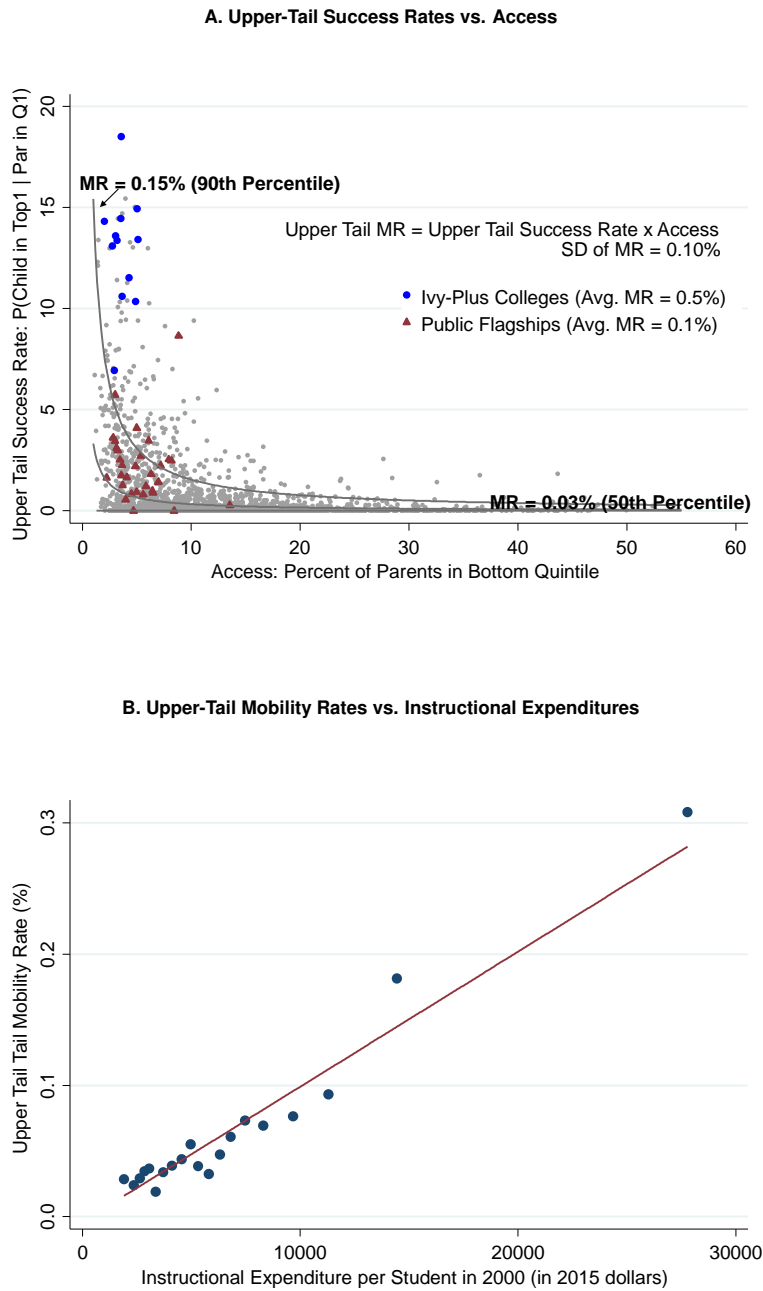 A. Upper-Tail Success Rates vs. Access
Upper Tail Success Rate: P(Child in Top1 | Par in Q1)
20
15
10
5
0
MR = 0.15% (90th Percentile)
Upper Tail MR = Upper Tail Success Rate x Access
SD of MR = 0.10%
Ivy-Plus Colleges (Avg. MR = 0.5%)
Public Flagships (Avg. MR = 0.1%)
MR = 0.03% (50th Percentile)
0 10 20 30 40 50 60
Access: Percent of Parents in Bottom Quintile
B. Upper-Tail Mobility Rates vs. Instructional Expenditures
Upper Tail Tail Mobility Rate (%)
0.3
0.2
0.1
0.0
0 10000 20000 30000
Instructional Expenditure per Student in 2000 (in 2015 dollars)